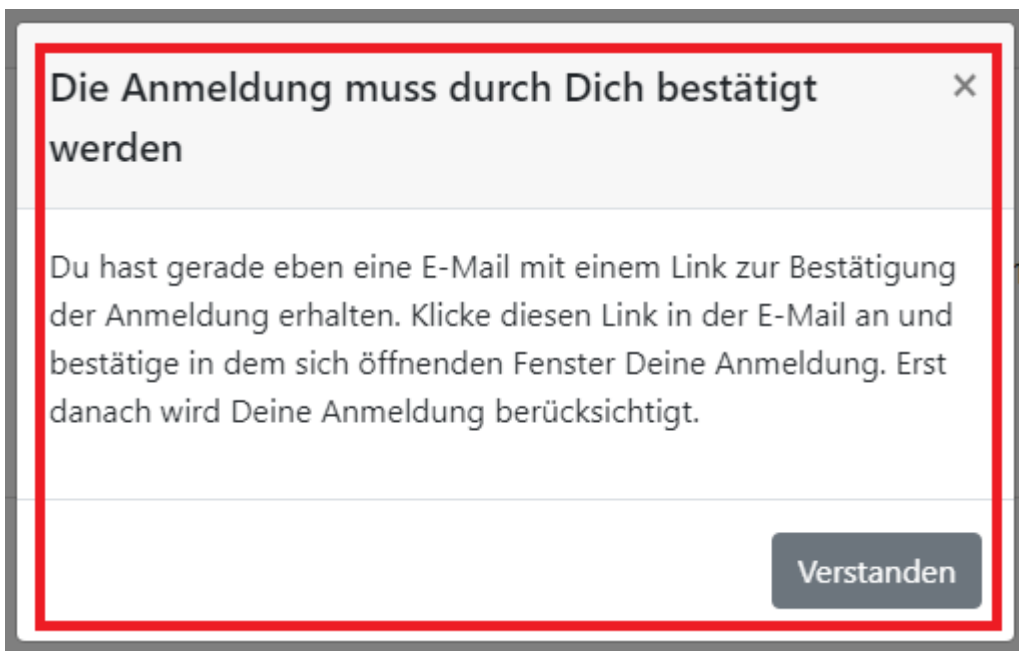 Die Anmeldung muss durch Dich bestätigt
werden
×
Du hast gerade eben eine E-Mail mit einem Link zur Bestätigung
der Anmeldung erhalten. Klicke diesen Link in der E-Mail an und
bestätige in dem sich öffnenden Fenster Deine Anmeldung. Erst
danach wird Deine Anmeldung berücksichtigt.
Verstanden